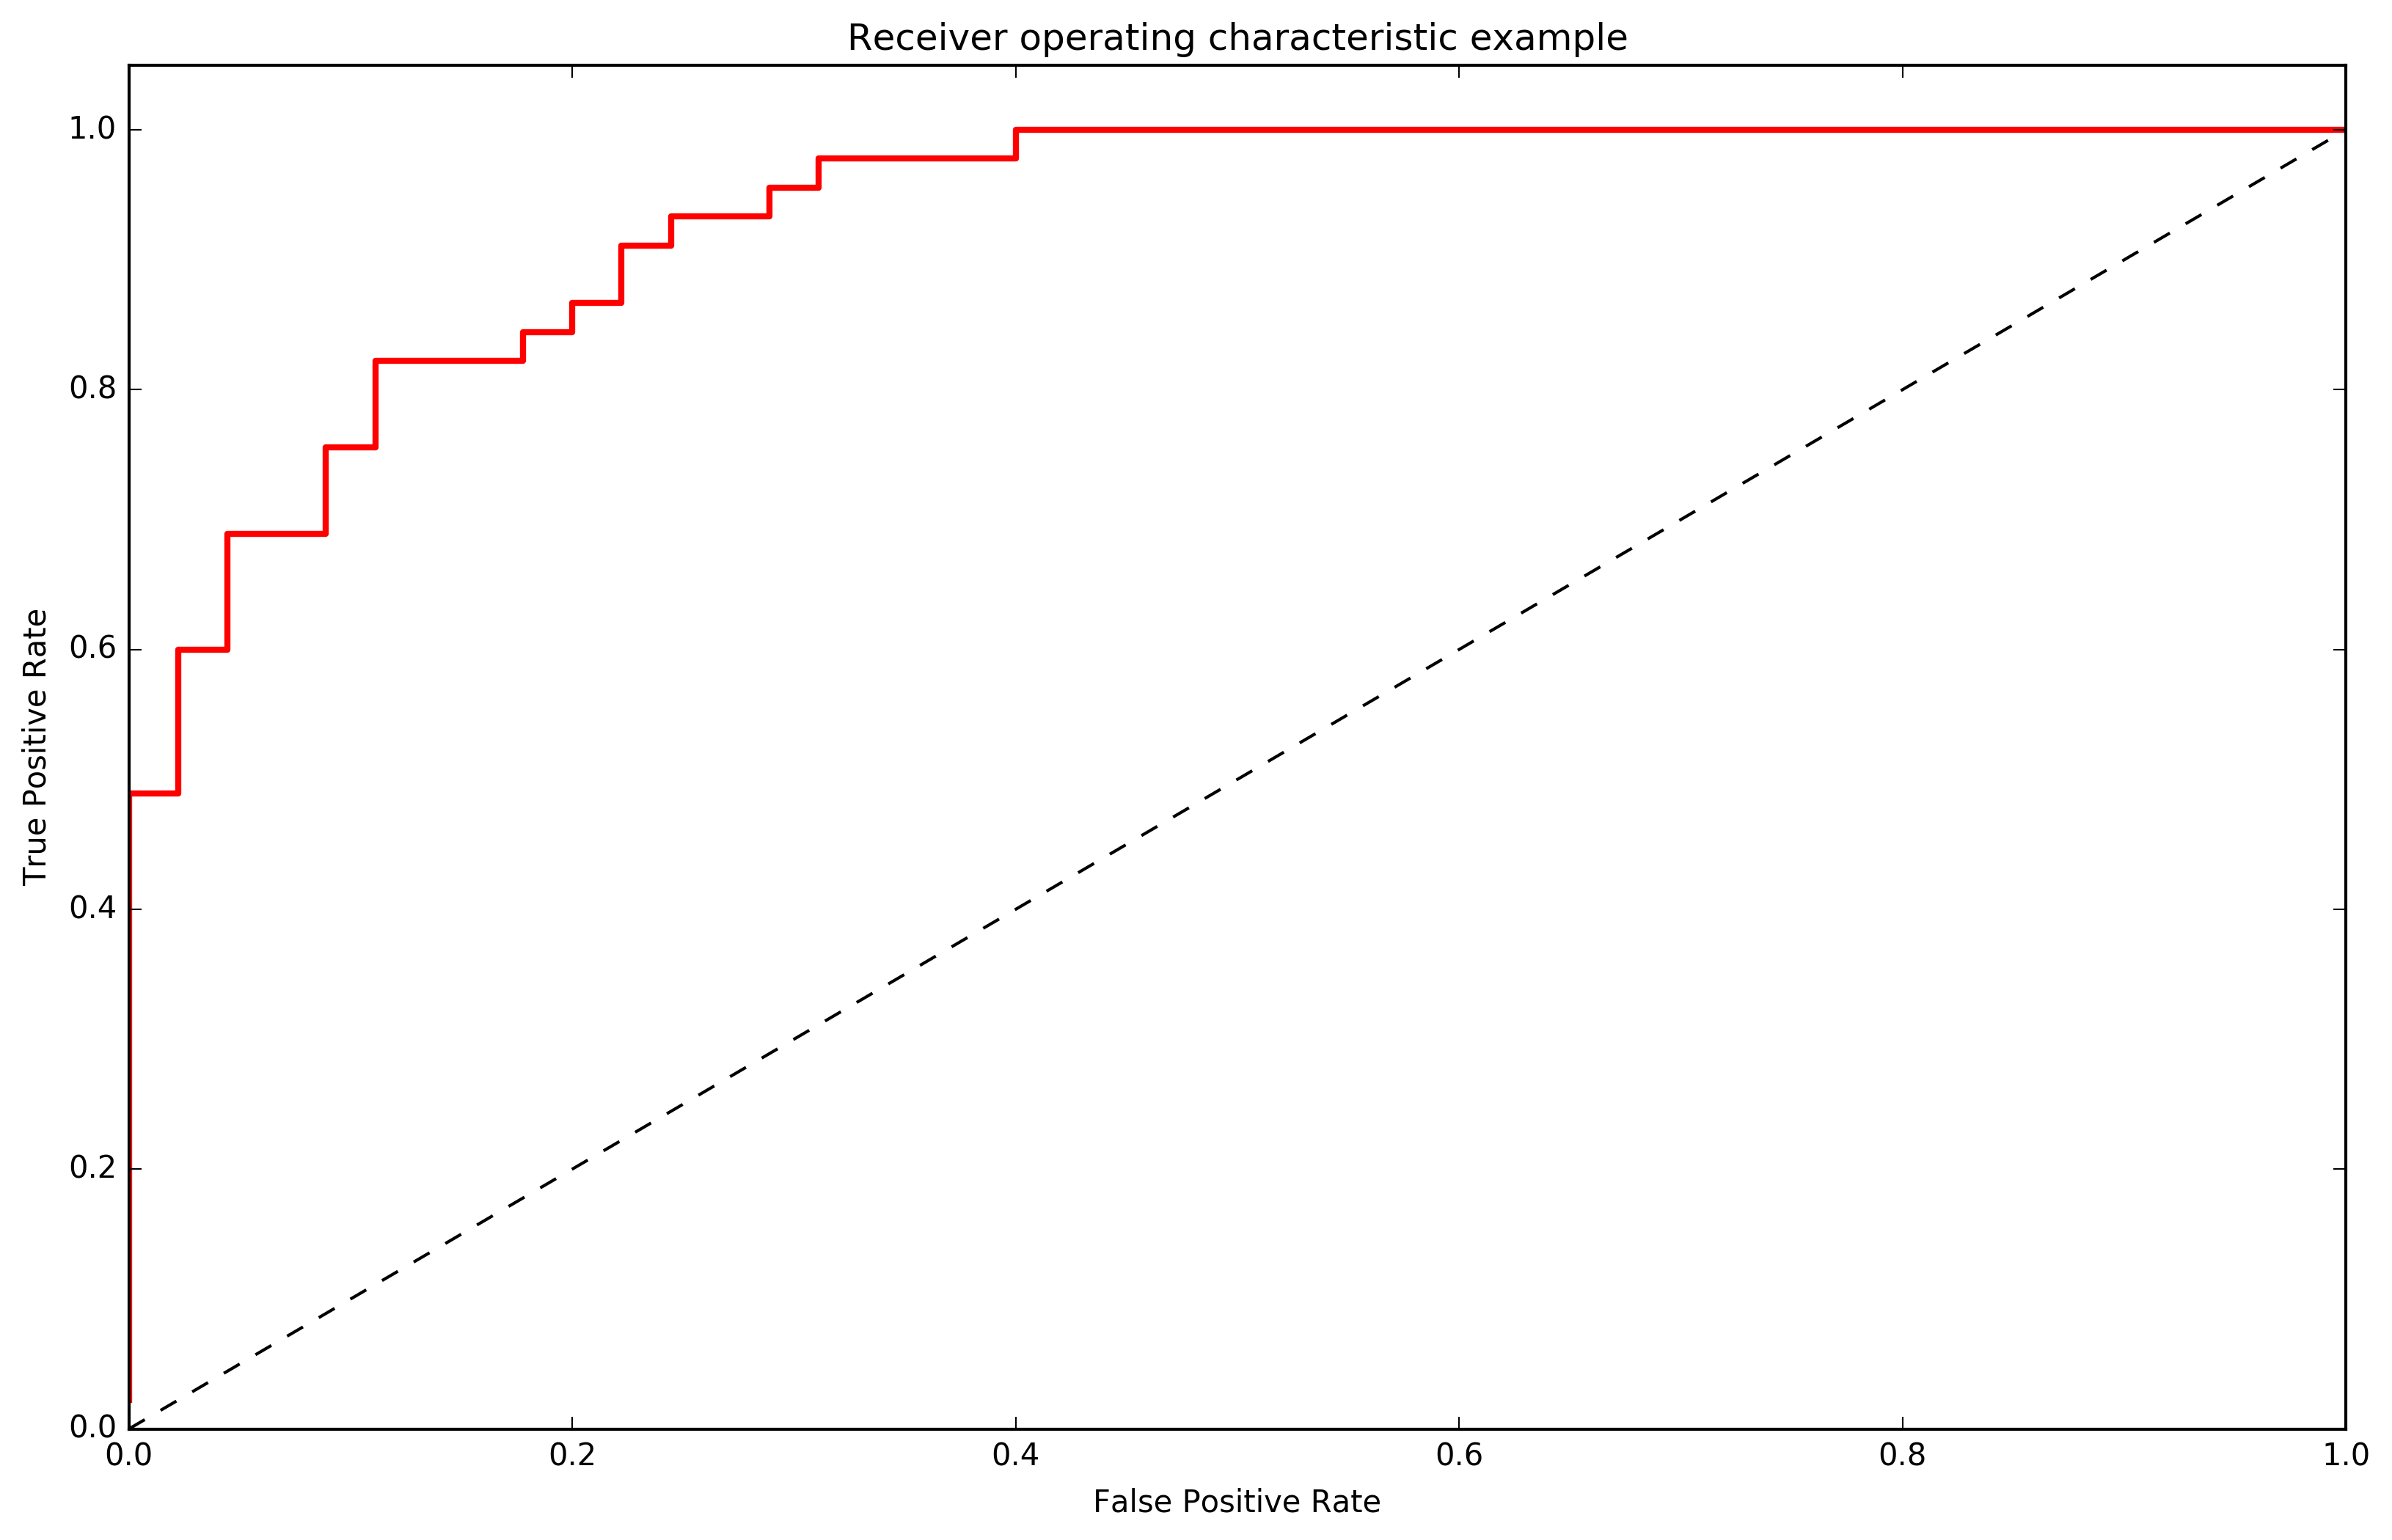 Receiver operating characteristic example
1.0
0.8
0.6
0.4
0.2
0.0
True Positive Rate
0.0 0.2 0.4 0.6 0.8 1.0
False Positive Rate